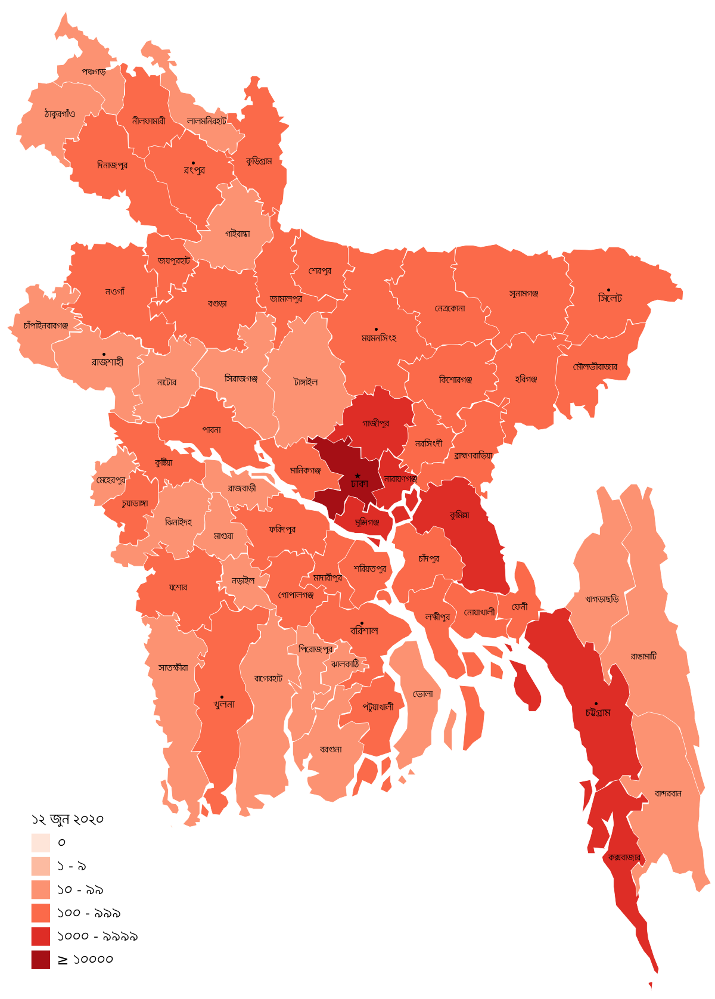 পঞ্চগড়
ঠাকুরগাঁও
নীলফামারী
লালমনিরহাট
দিনাজপুর
রংপুর
কুড়িগ্রাম
গাইবান্ধা
জয়পুরহাট
নওগাঁ
বগুড়া
জামালপুর
শেরপুর
নেত্রকোনা
সুনামগঞ্জ
সিলেট
চাঁপাইনবাবগঞ্জ
ময়মনসিংহ
রাজশাহী
নাটোর
সিরাজগঞ্জ
টাঙ্গাইল
কিশোরগঞ্জ
হবিগঞ্জ
মৌলভীবাজার
পাবনা
গাজীপুর
নরসিংদী
ব্রাহ্মণবাড়িয়া
কুষ্টিয়া
মানিকগঞ্জ
মেহেরপুর
রাজবাড়ী
ঢাকা
নারায়ণগঞ্জ
চুয়াডাঙ্গা
ঝিনাইদহ
মাগুরা
ফরিদপুর
মুন্সিগঞ্জ
কুমিল্লা
যশোর
নড়াইল
গোপালগঞ্জ
মাদারীপুর
শরিয়তপুর
চাঁদপুর
লক্ষ্মীপুর
নোয়াখালী
ফেনী
খাগড়াছড়ি
বরিশাল
পিরোজপুর
ঝালকাঠি
সাতক্ষীরা
বাগেরহাট
খুলনা
পটুয়াখালী
ভোলা
রাঙামাটি
চট্টগ্রাম
বরগুনা
বান্দরবান
কক্সবাজার
১২ জুন ২০২০
০
১ - ৯
১০ - ৯৯
১০০ - ৯৯৯
১০০০ - ৯৯৯৯
≥ ১০০০০